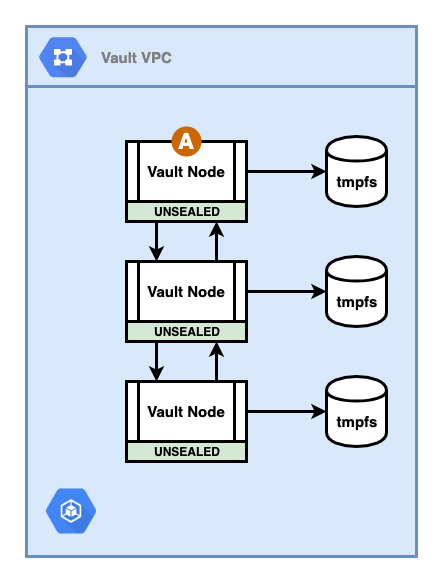 Vault VPC
A
Vault Node
tmpfs
UNSEALED
Vault Node
tmpfs
UNSEALED
Vault Node
tmpfs
UNSEALED